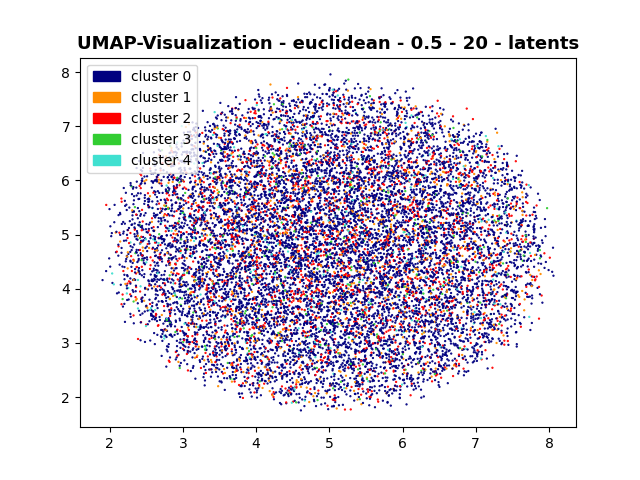 UMAP-Visualization - euclidean - 0.5 - 20 - latents
cluster 0
cluster 1
cluster 2
cluster 3
cluster 4
8
7
6
5
4
3
2
2 3 4 5 6 7 8